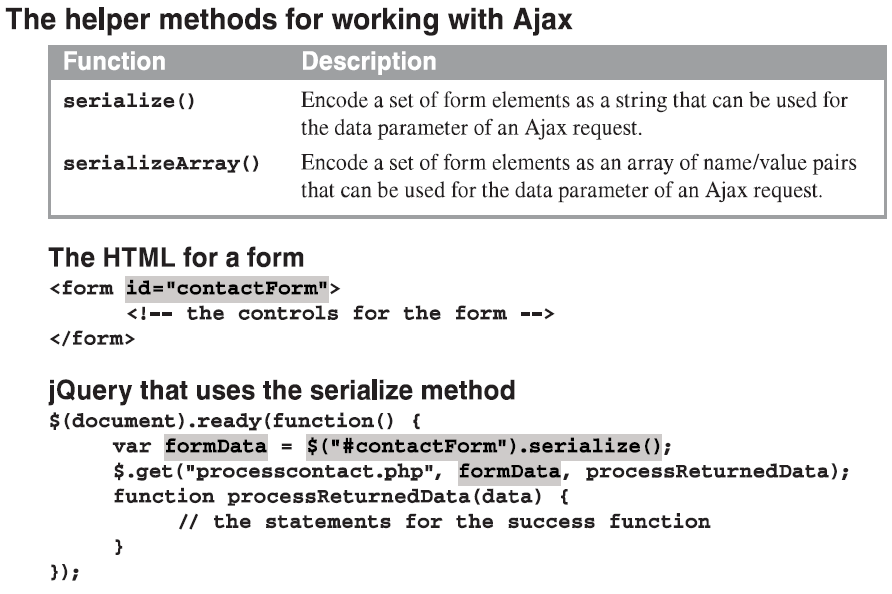 The helper methods for working with Ajax
Function Description
serialize() Encode a set of form elements as a string that can be used for
the data parameter of an Ajax request.
serializeArray() Encode a set of form elements as an array of name/value pairs
that can be used for the data parameter of an Ajax request.
The HTML for a form
<form id="contactForm">
<!-- the controls for the form -->
</form>
jQuery that uses the serialize method
$(document).ready(function() {
var formData = $("#contactForm").serialize();
$.get("processcontact.php", formData, processReturnedData);
function processReturnedData(data) {
// the statements for the success function
}
});